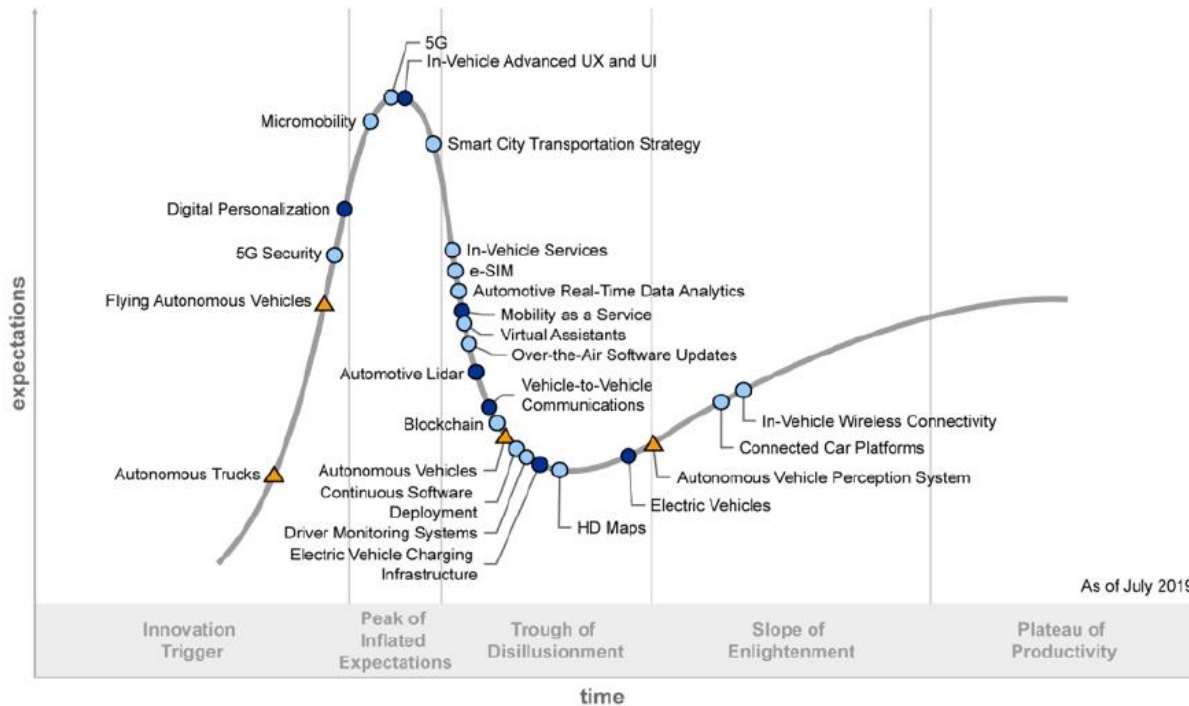 5G
In-Vehicle Advanced UX and UI
Micromobility
Smart City Transportation Strategy
Digital Personalization
5G Security
In-Vehicle Services
e-SIM
Flying Autonomous Vehicles
Automotive Real-Time Data Analytics
Mobility as a Service
Virtual Assistants
Over-the-Air Software Updates
Automotive Lidar
Vehicle-to-Vehicle
Communications
Blockchain
In-Vehicle Wireless Connectivity
Connected Car Platforms
Autonomous Trucks
Autonomous Vehicles
Autonomous Vehicle Perception System
Continuous Software
Deployment
Electric Vehicles
HD Maps
Driver Monitoring Systems
Electric Vehicle Charging
Infrastructure
expectations
As of July 2019
Innovation
Trigger
Peak of
Inflated
Expectations
Trough of
Disillusionment
Slope of
Enlightenment
Plateau of
Productivity
time